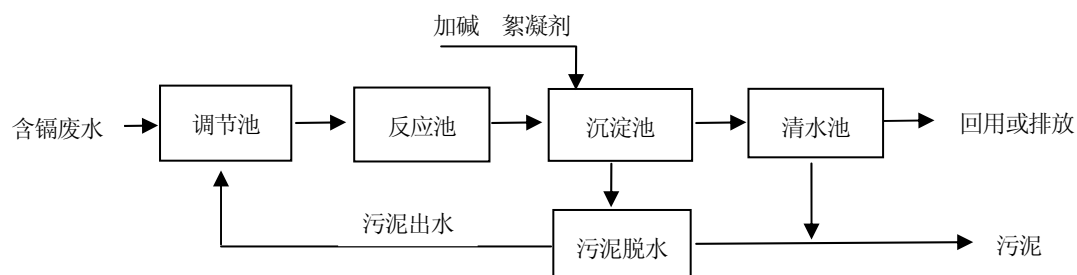 加碱 絮凝剂
含镉废水
调节池
反应池
沉淀池
清水池
回用或排放
污泥出水
污泥脱水
污泥